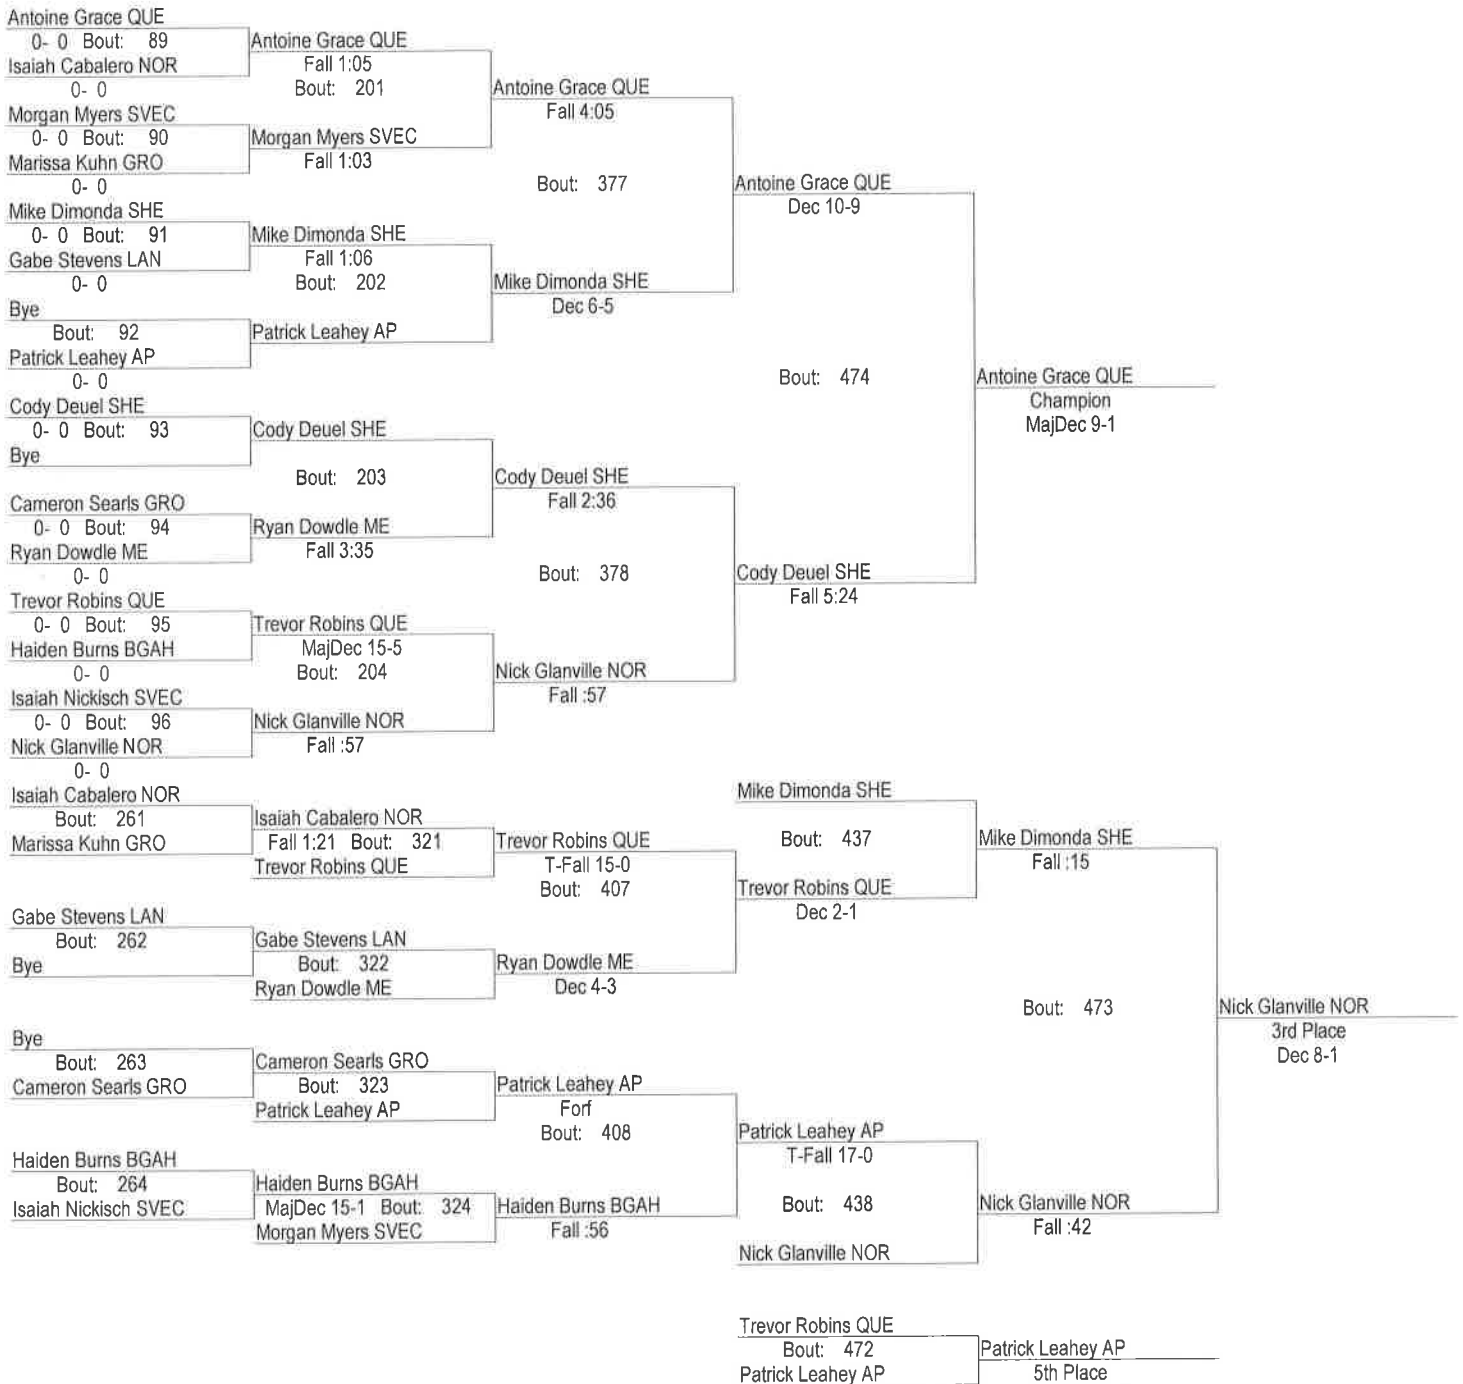 Antoine Grace QUE
0- 0 Bout: 89
Isaiah Cabalero NOR
0- 0
Morgan Myers SVEC
0- 0 Bout: 90
Marissa Kuhn GRO
0- 0
Mike Dimonda SHE
0- 0 Bout: 91
Gabe Stevens LAN
0- 0
Bye
Bout: 92
Patrick Leahey AP
0- 0
Cody Deuel SHE
0- 0 Bout: 93
Bye
Cameron Searls GRO
0- 0 Bout: 94
Ryan Dowdle ME
0- 0
Trevor Robins QUE
0- 0 Bout: 95
Haiden Burns BGAH
0- 0
Isaiah Nickisch SVEC
0- 0 Bout: 96
Nick Glanville NOR
0- 0
Antoine Grace QUE
Fall 1:05
Bout: 201
Morgan Myers SVEC
Fall 1:03
Mike Dimonda SHE
Fall 1:06
Bout: 202
Patrick Leahey AP
Cody Deuel SHE
Bout: 203
Ryan Dowdle ME
Fall 3:35
Trevor Robins QUE
MajDec 15-5
Bout: 204
Nick Glanville NOR
Fall :57
Antoine Grace QUE
Fall 4:05
Bout: 377
Mike Dimonda SHE
Dec 6-5
Cody Deuel SHE
Fall 2:36
Bout: 378
Nick Glanville NOR
Fall :57
Antoine Grace QUE
Dec 10-9
Bout: 474
Cody Deuel SHE
Fall 5:24
Antoine Grace QUE
Champion
MajDec 9-1
Isaiah Cabalero NOR
Bout: 261
Marissa Kuhn GRO
Gabe Stevens LAN
Bout: 262
Bye
Bye
Bout: 263
Cameron Searls GRO
Haiden Burns BGAH
Bout: 264
Isaiah Nickisch SVEC
Isaiah Cabalero NOR
Fall 1:21 Bout: 321
Trevor Robins QUE
Gabe Stevens LAN
Bout: 322
Ryan Dowdle ME
Cameron Searls GRO
Bout: 323
Patrick Leahey AP
Haiden Burns BGAH
MajDec 15-1 Bout: 324
Morgan Myers SVEC
Trevor Robins QUE
T-Fall 15-0
Bout: 407
Ryan Dowdle ME
Dec 4-3
Patrick Leahey AP
Forf
Bout: 408
Haiden Burns BGAH
Fall :56
Mike Dimonda SHE
Bout: 437
Trevor Robins QUE
Dec 2-1
Patrick Leahey AP
T-Fall 17-0
Bout: 438
Nick Glanville NOR
Mike Dimonda SHE
Fall :15
Bout: 473
Nick Glanville NOR
Fall :42
Nick Glanville NOR
3rd Place
Dec 8-1
Trevor Robins QUE
Bout: 472
Patrick Leahey AP
Patrick Leahey AP
5th Place